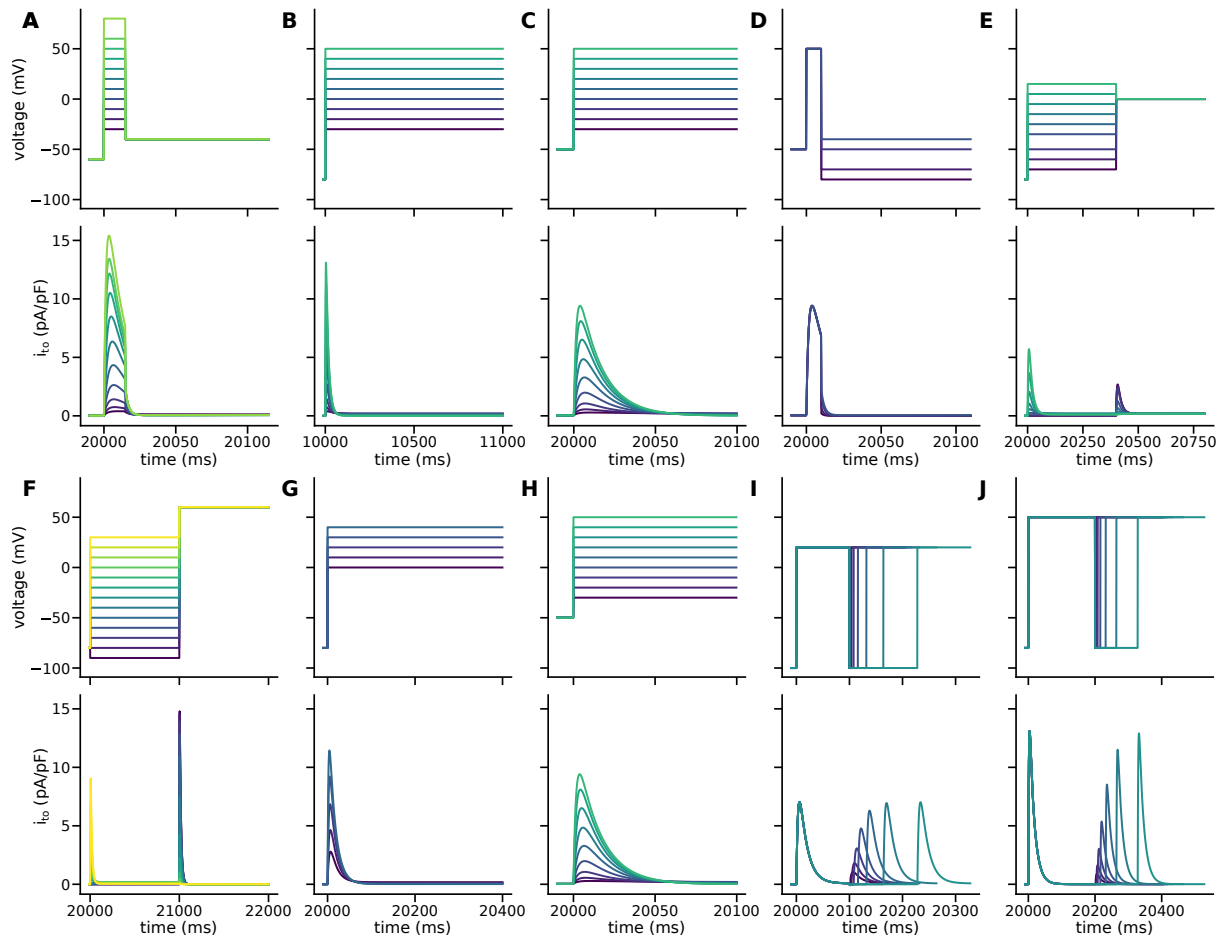 A B C D E
voltage (mV)
50
0
−50
−100
i_to (pA/pF)
15
10
5
0
20000 20050 20100
10000 10500 11000
20000 20050 20100
20000 20050 20100
20000 20250 20500 20750
time (ms) time (ms) time (ms) time (ms) time (ms)
F G H I J
voltage (mV)
50
0
−50
−100
i_to (pA/pF)
15
10
5
0
20000 21000 22000
20000 20200 20400
20000 20050 20100
20000 20100 20200 20300
20000 20200 20400
time (ms) time (ms) time (ms) time (ms) time (ms)